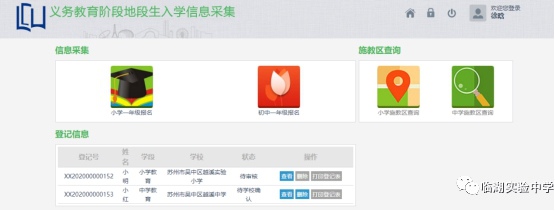 义务教育阶段地段生入学信息采集
欢迎您登录
信息采集
施教区查询
小学一年级报名
初中一年级报名
小学施教区查询
中学施教区查询
登记信息
登记号 姓名 学段 学校 状态 操作
XX202000000152 小明 小学教育 苏州市吴中区越溪实验小学 待审核 查看 删除 打印登记表
XX202000000153 小红 中学教育 苏州市吴中区越溪中学 待学校确认 查看 删除 打印登记表
临湖实验中学